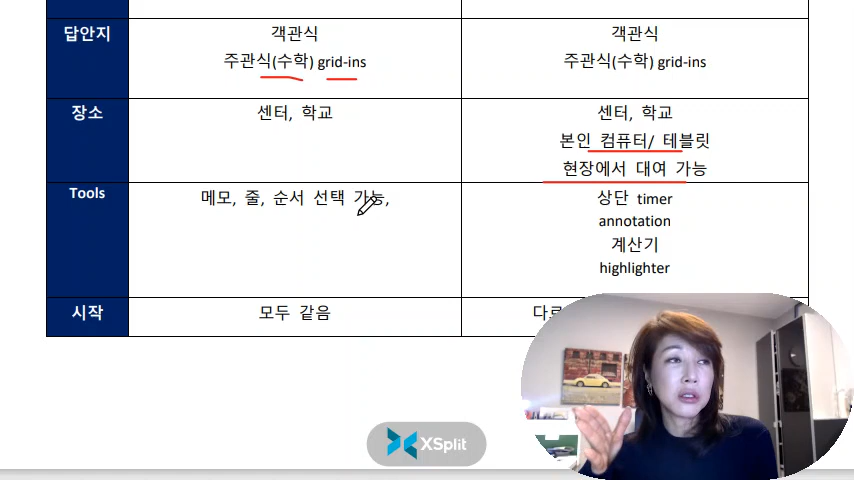 답안지
객관식
주관식(수학) grid-ins
객관식
주관식(수학) grid-ins
장소
센터, 학교
센터, 학교
본인 컴퓨터/ 테블릿
현장에서 대여 가능
Tools
메모, 줄, 순서 선택 가능,
상단 timer
annotation
계산기
highlighter
시작
모두 같음
XSplit